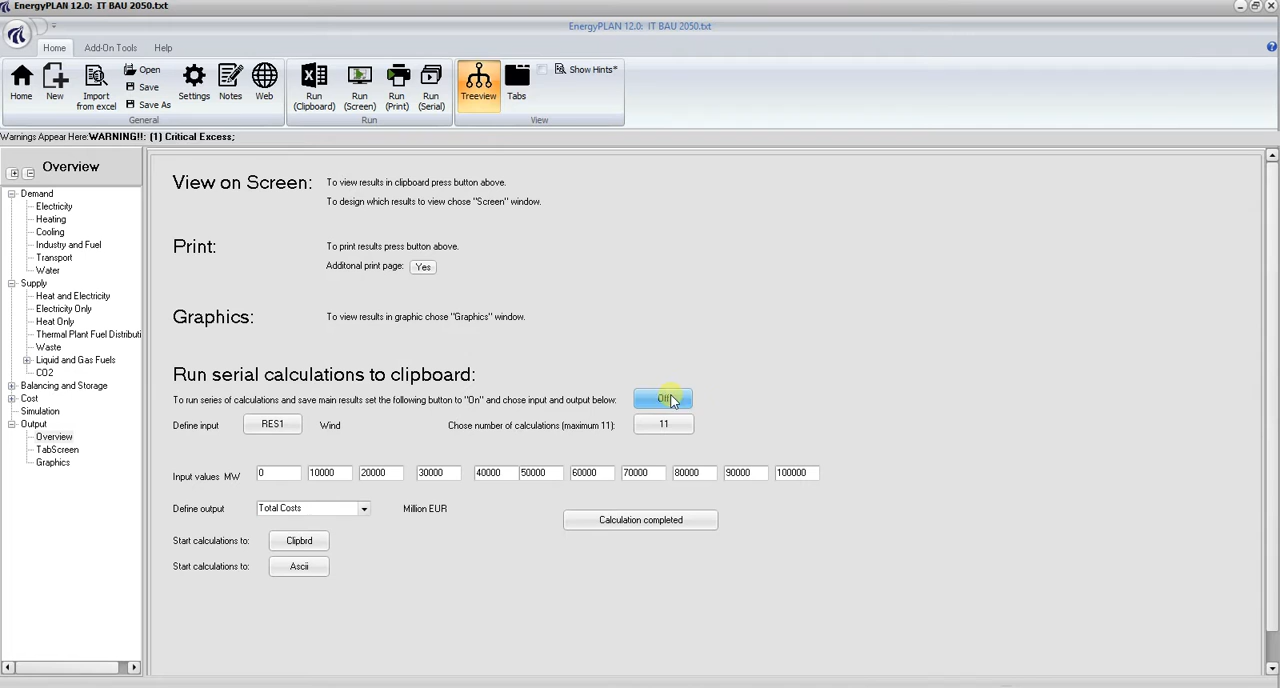 EnergyPLAN 12.0: IT BAU 2050.txt
EnergyPLAN 12.0: IT BAU 2050.txt
Home Add-On Tools Help
Home New Import from excel Open Save Save As Settings Notes Web Run (Clipboard) Run (Screen) Run (Print) Run (Serial) Treeview Tabs Show Hints*
General Run View
Warnings Appear Here:WARNING!!: (1) Critical Excess;
Overview
Demand
Electricity
Heating
Cooling
Industry and Fuel
Transport
Water
Supply
Heat and Electricity
Electricity Only
Heat Only
Thermal Plant Fuel Distributi
Waste
Liquid and Gas Fuels
CO2
Balancing and Storage
Cost
Simulation
Output
Overview
TabScreen
Graphics
View on Screen: To view results in clipboard press button above.
To design which results to view chose "Screen" window.
Print: To print results press button above.
Additonal print page: Yes
Graphics: To view results in graphic chose "Graphics" window.
Run serial calculations to clipboard:
To run series of calculations and save main results set the following button to "On" and chose input and output below: Off
Define input RES1 Wind Chose number of calculations (maximum 11): 11
Input values MW 0 10000 20000 30000 40000 50000 60000 70000 80000 90000 100000
Define output Total Costs Million EUR
Calculation completed
Start calculations to: Clipbrd
Start calculations to: Ascii